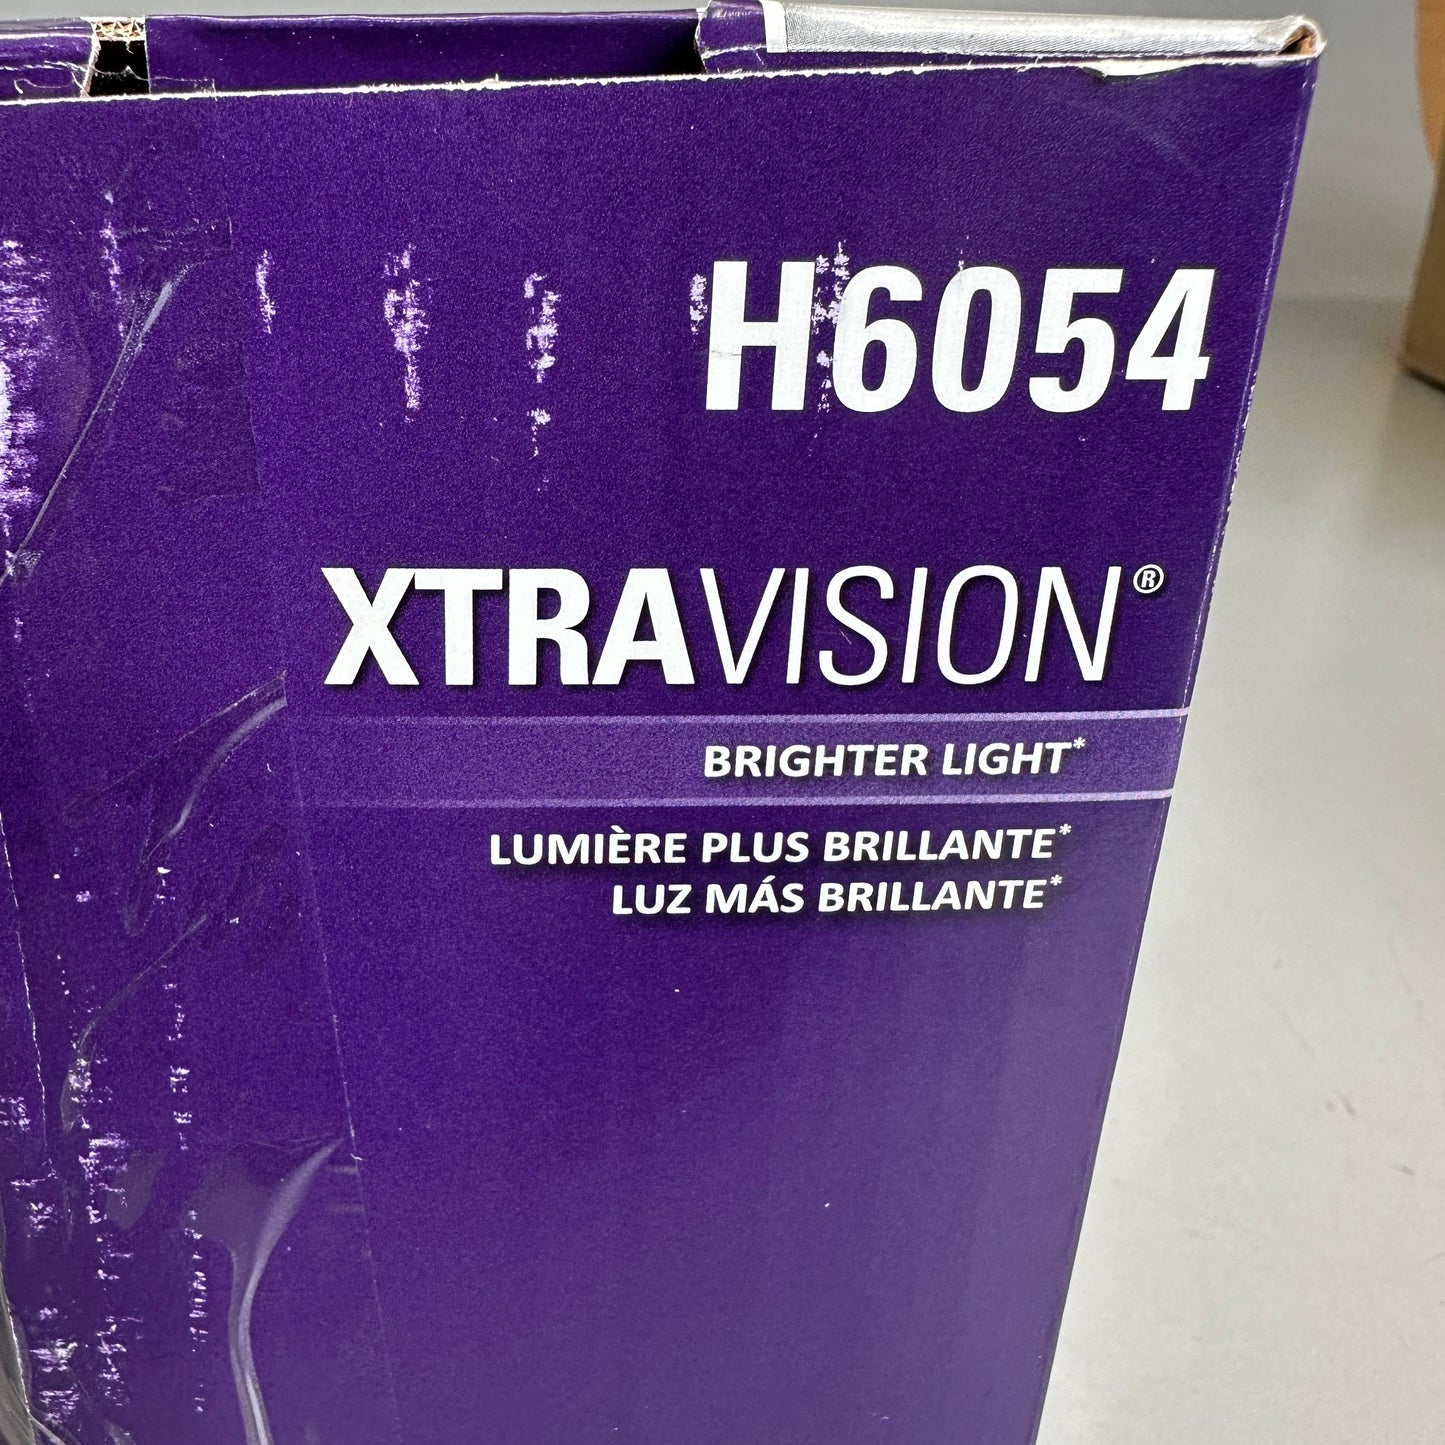 H6054
XTRAVISION®
BRIGHTER LIGHT*
LUMIÈRE PLUS BRILLANTE*
LUZ MÁS BRILLANTE*